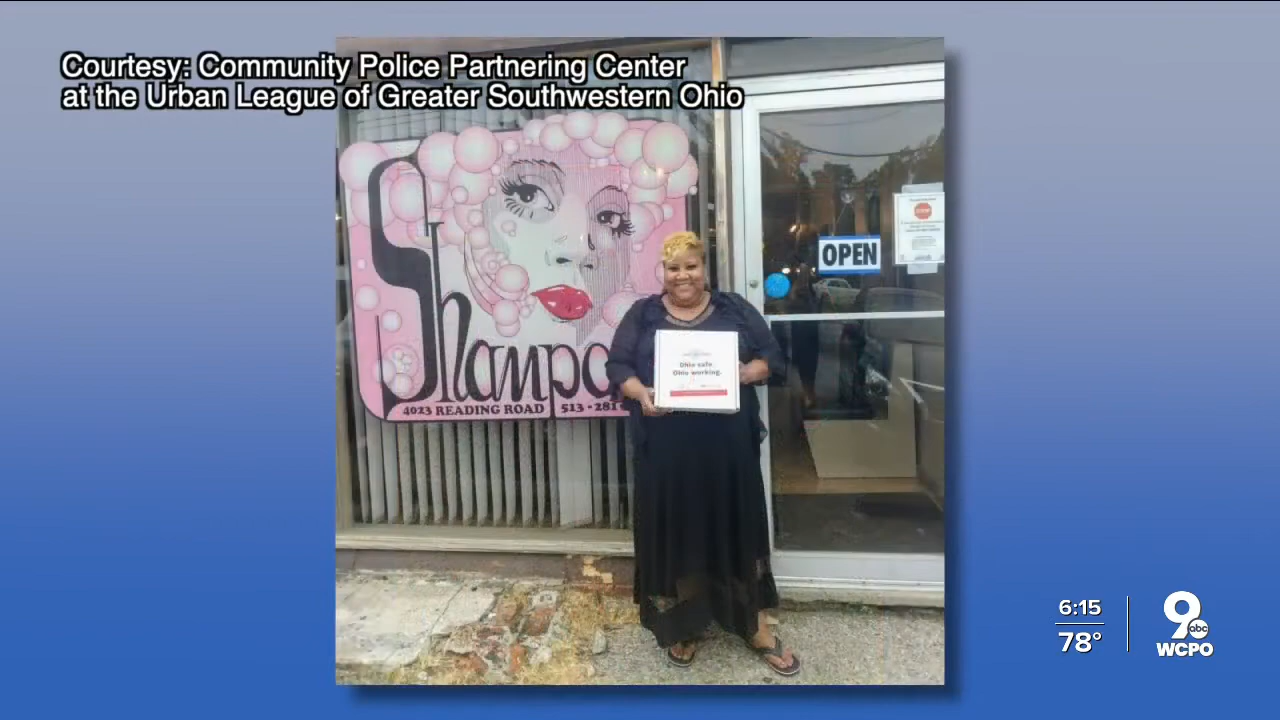 Courtesy: Community Police Partnering Center
at the Urban League of Greater Southwestern Ohio
OPEN
Shampo
4023 READING ROAD 513-281
Ohio safe.
Ohio working.
6:15
78°
9
abc
WCPO